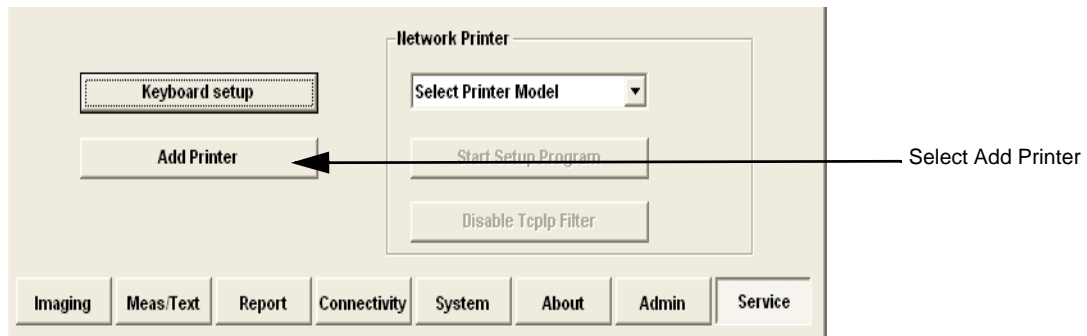 Network Printer
Keyboard setup
Select Printer Model
Add Printer
Start Setup Program
Select Add Printer
Disable TcpIp Filter
Imaging
Meas/Text
Report
Connectivity
System
About
Admin
Service